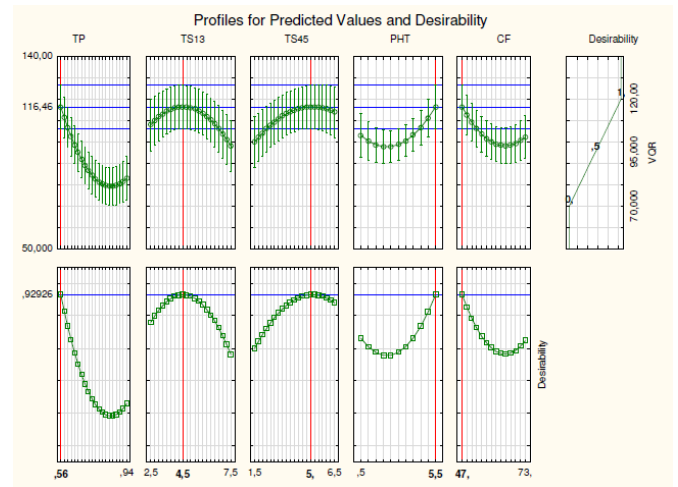 Profiles for Predicted Values and Desirability
TP TS13 TS45 PHT CF Desirability
140,00
1,
120,00
116,46
,5
95,000
VQR
0,
70,000
50,000
,92926
Desirability
,56 ,94 2,5 4,5 7,5 1,5 5, 6,5 ,5 5,5 47, 73,